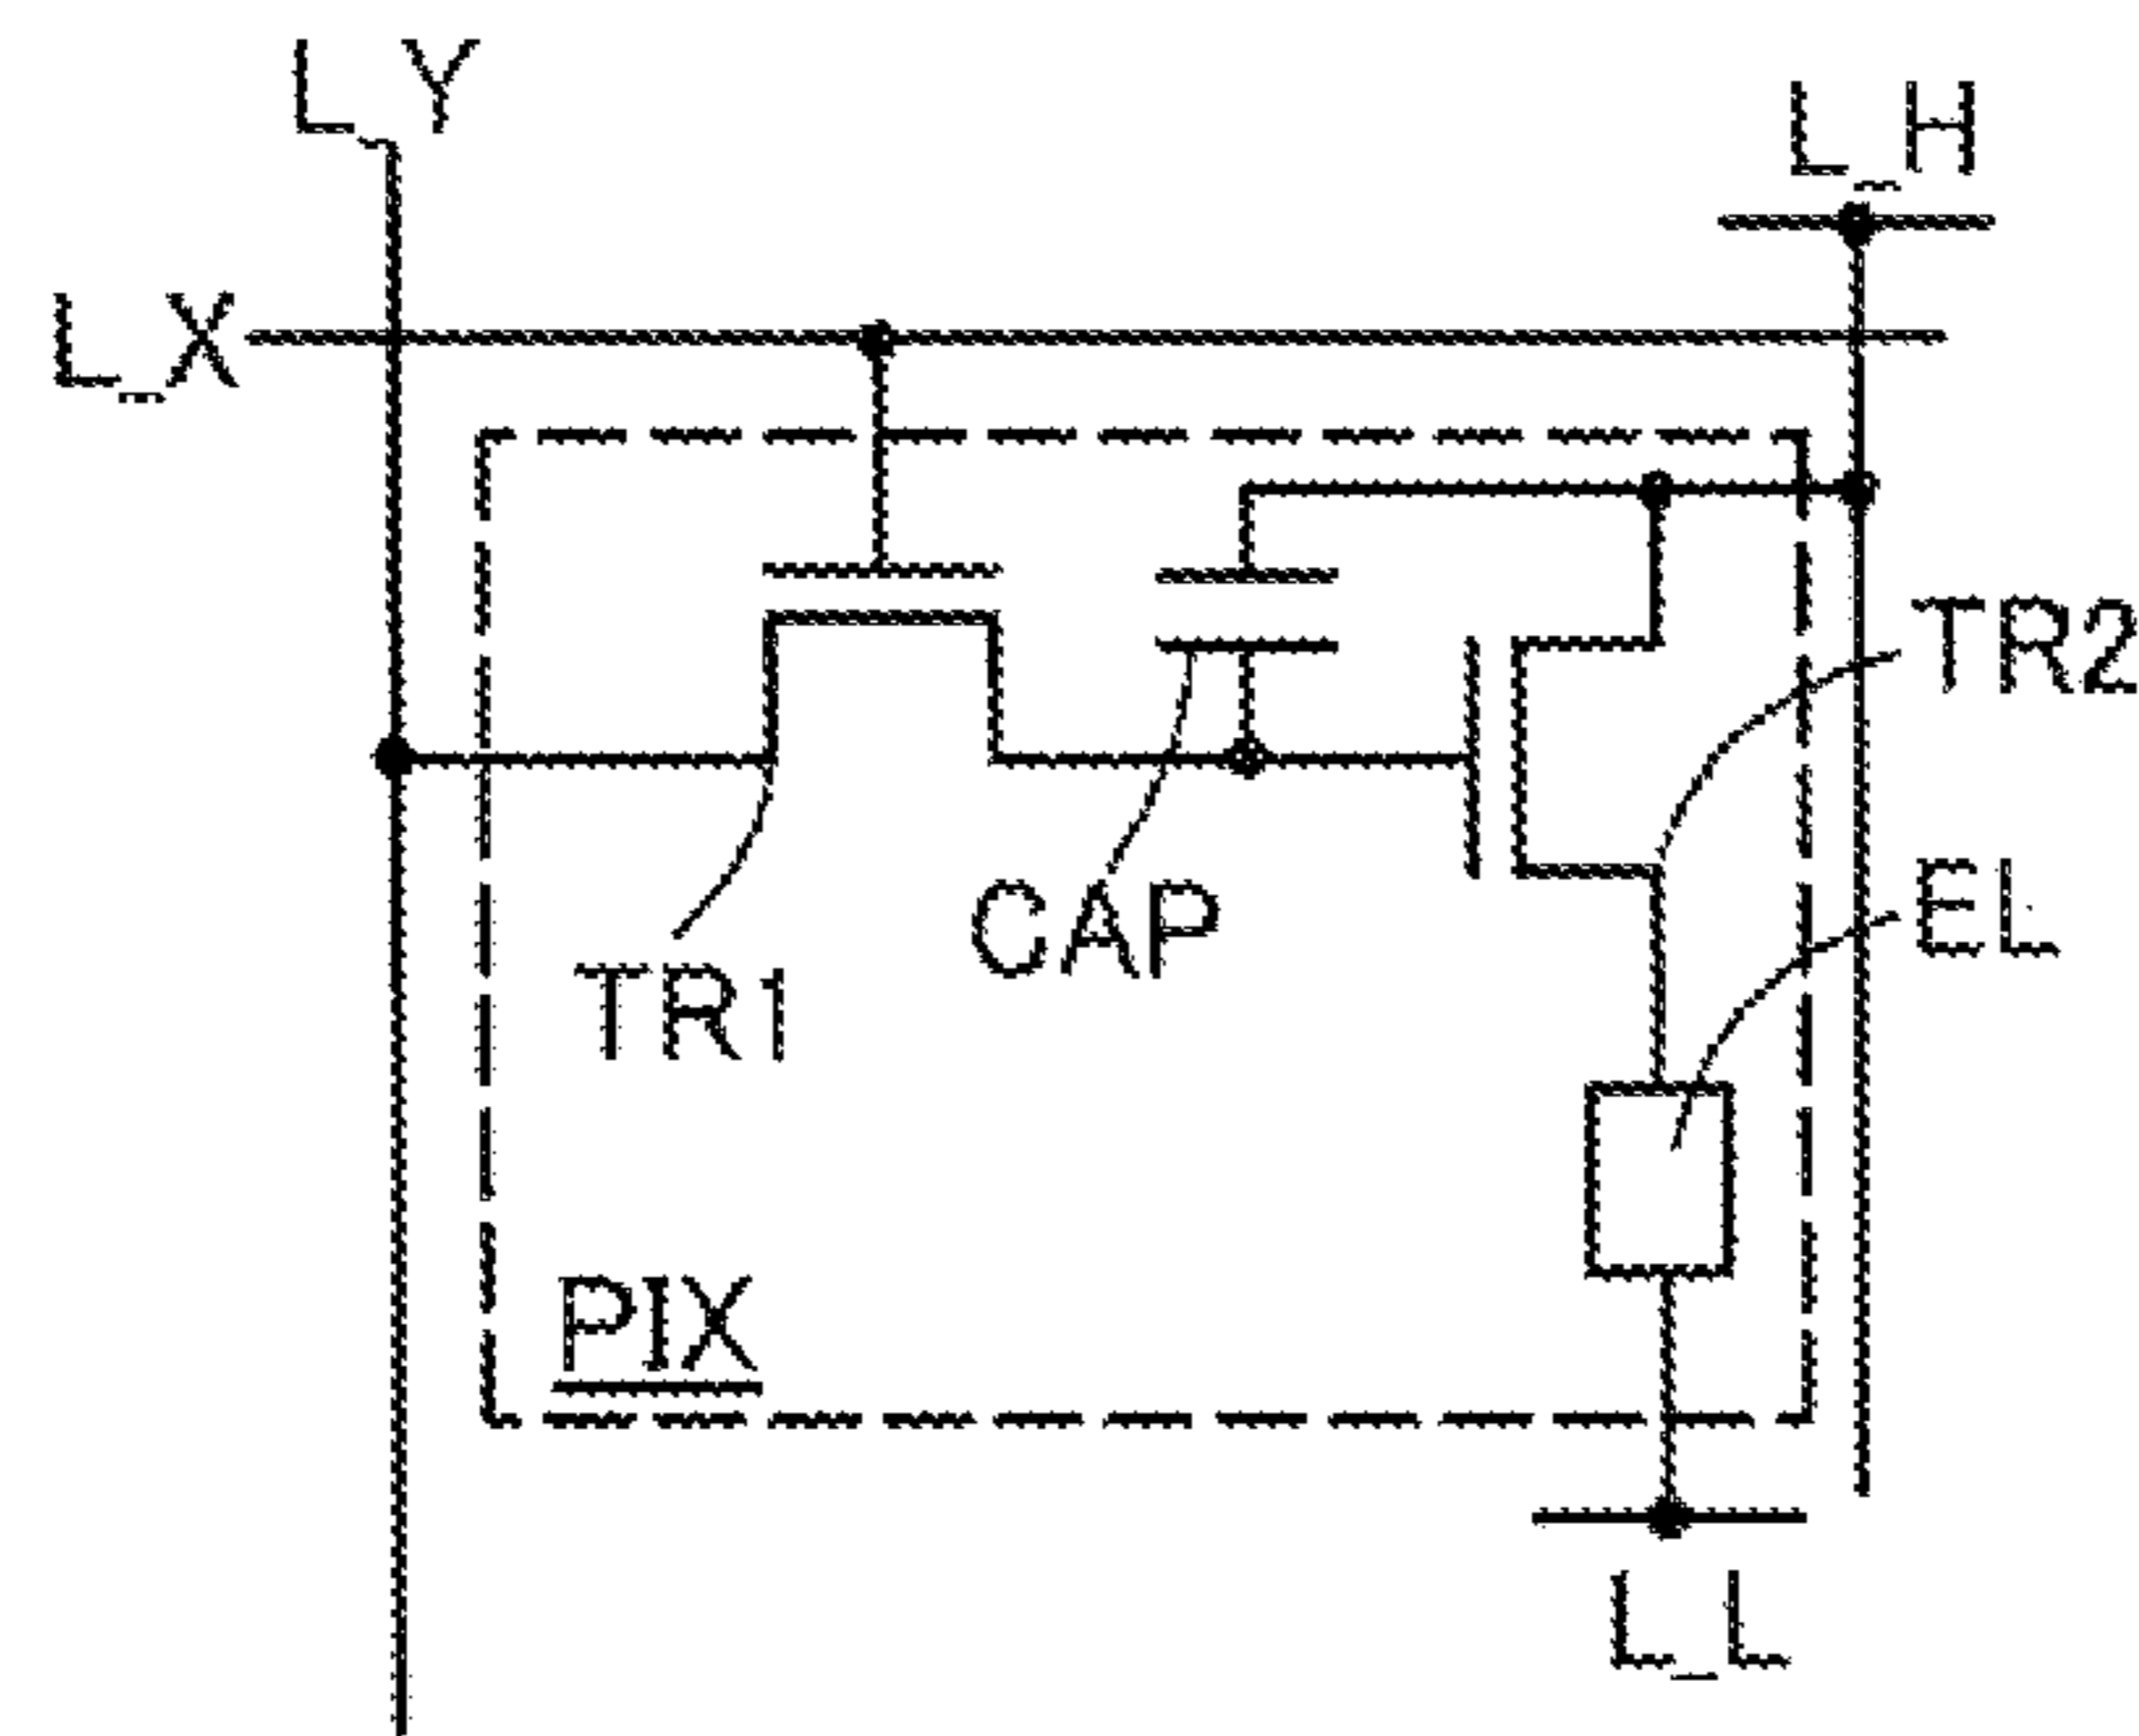 L_Y
L_H
L_X
TR2
CAP
EL
TR1
PIX
L_L